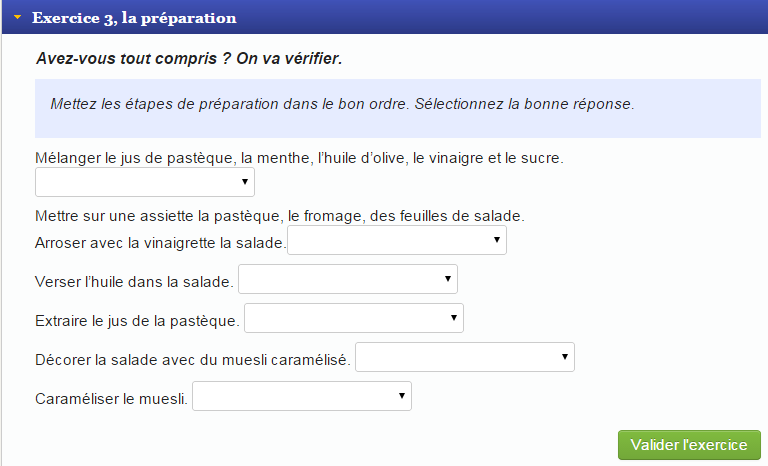 Exercice 3, la préparation
Avez-vous tout compris ? On va vérifier.
Mettez les étapes de préparation dans le bon ordre. Sélectionnez la bonne réponse.
Mélanger le jus de pastèque, la menthe, l'huile d'olive, le vinaigre et le sucre.
Mettre sur une assiette la pastèque, le fromage, des feuilles de salade.
Arroser avec la vinaigrette la salade.
Verser l'huile dans la salade.
Extraire le jus de la pastèque.
Décorer la salade avec du muesli caramélisé.
Caraméliser le muesli.
Valider l'exercice